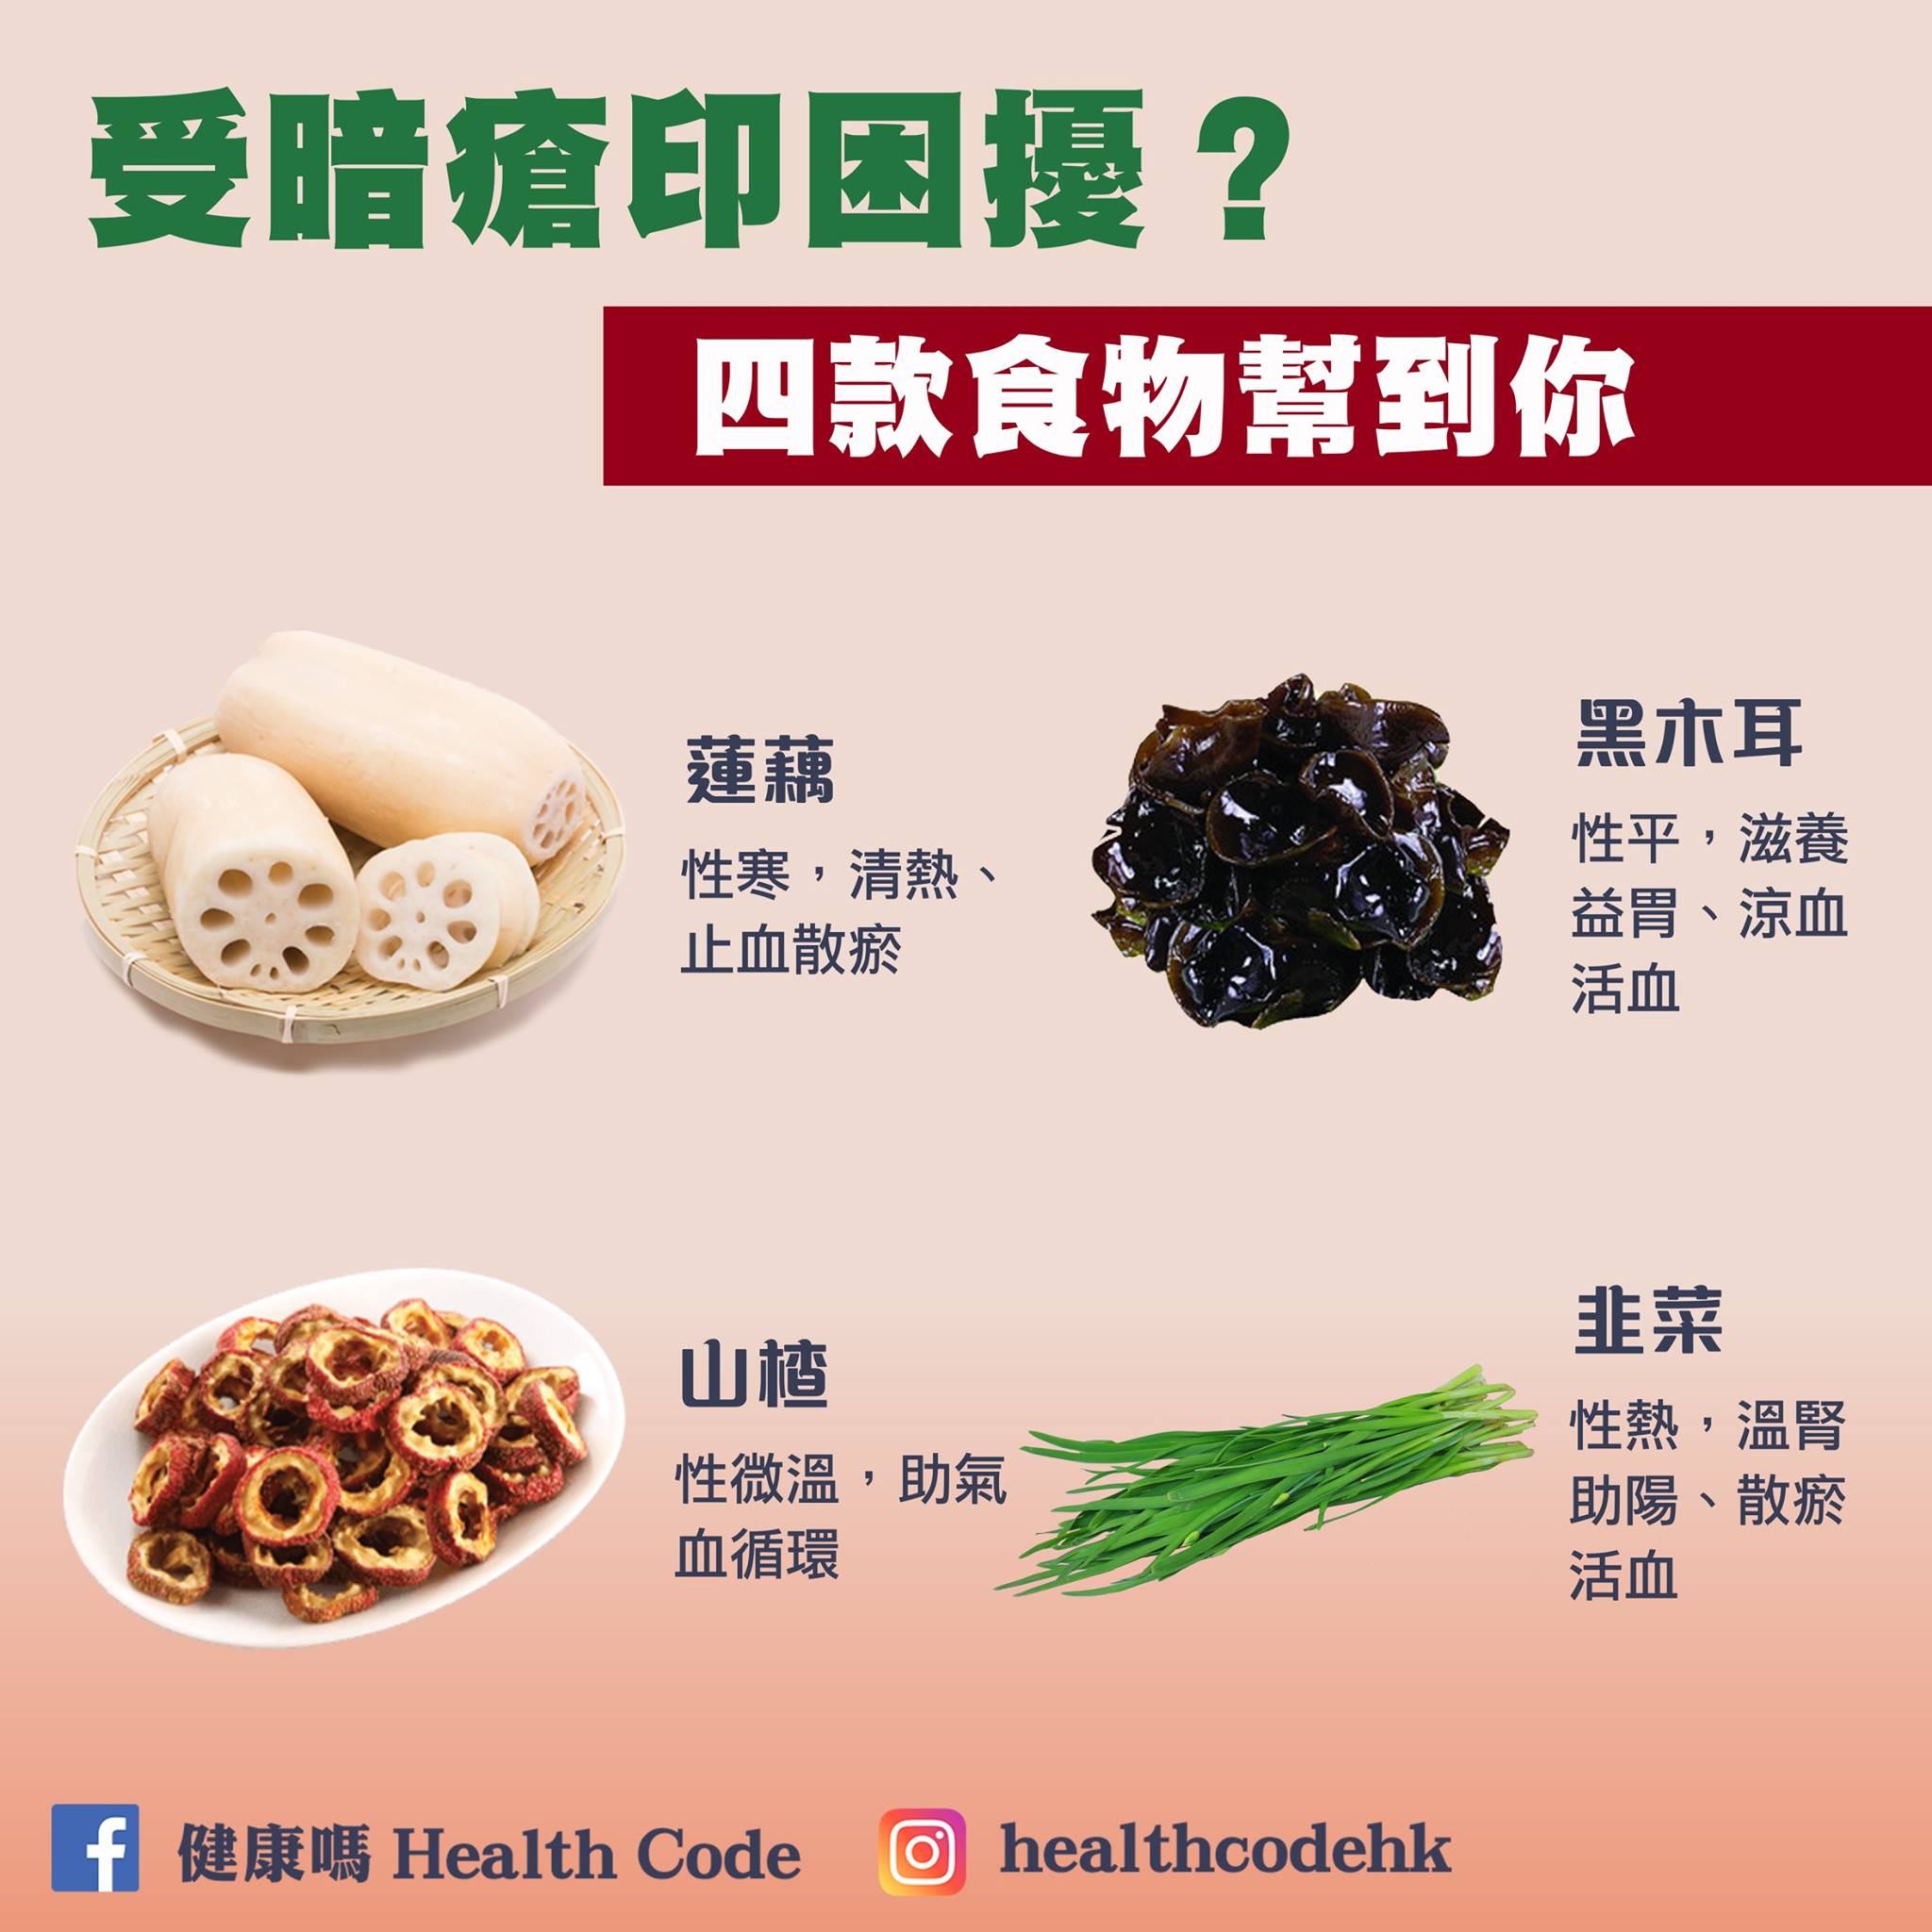 受暗瘡印困擾？
四款食物幫到你
蓮藕
性寒，清熱、
止血散瘀
黑木耳
性平，滋養
益胃、涼血
活血
山楂
性微溫，助氣
血循環
韭菜
性熱，溫腎
助陽、散瘀
活血
健康嗎 Health Code
healthcodehk